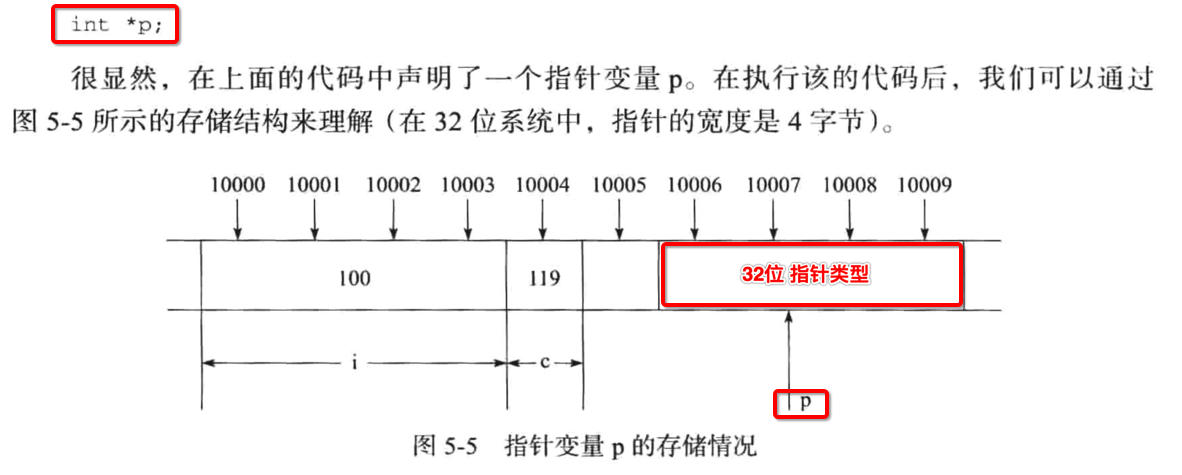 int *p;
很显然，在上面的代码中声明了一个指针变量 p。在执行该的代码后，我们可以通过
图 5-5 所示的存储结构来理解（在 32 位系统中，指针的宽度是 4 字节）。
10000 10001 10002 10003 10004 10005 10006 10007 10008 10009
100 119 32位 指针类型
i c
p
图 5-5 指针变量 p 的存储情况